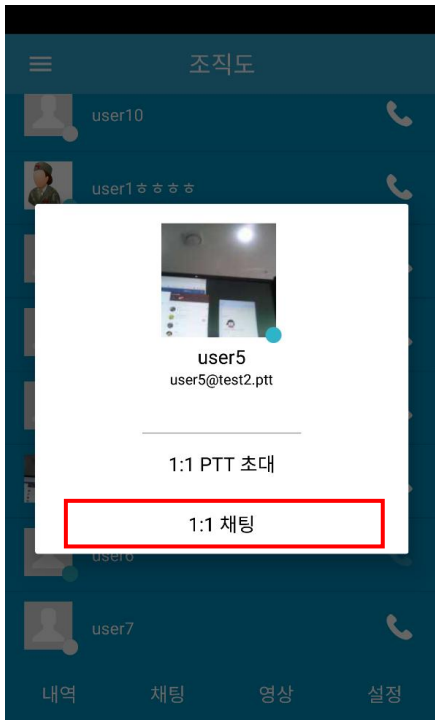 조직도
user10
user1ㅎㅎㅎㅎ
user5
user5@test2.ptt
1:1 PTT 초대
1:1 채팅
user6
user7
내역 채팅 영상 설정